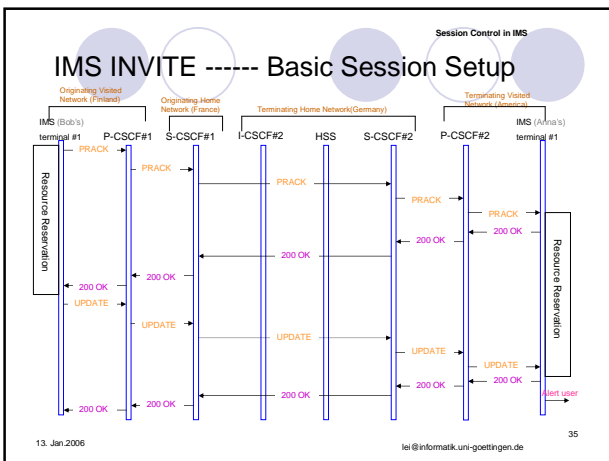 Session Control in IMS
IMS INVITE ------ Basic Session Setup
Originating Visited
Network (Finland)
Originating Home
Network (France)
Terminating Home Network(Germany)
Terminating Visited
Network (America)
IMS (Bob's)
terminal #1
P-CSCF#1
S-CSCF#1
I-CSCF#2
HSS
S-CSCF#2
P-CSCF#2
IMS (Anna's)
terminal #1
PRACK
PRACK
PRACK
PRACK
Resource Reservation
200 OK
200 OK
200 OK
200 OK
200 OK
Resource Reservation
UPDATE
UPDATE
UPDATE
UPDATE
UPDATE
200 OK
200 OK
200 OK
200 OK
200 OK
Alert user
13. Jan.2006
lei@informatik.uni-goettingen.de
35